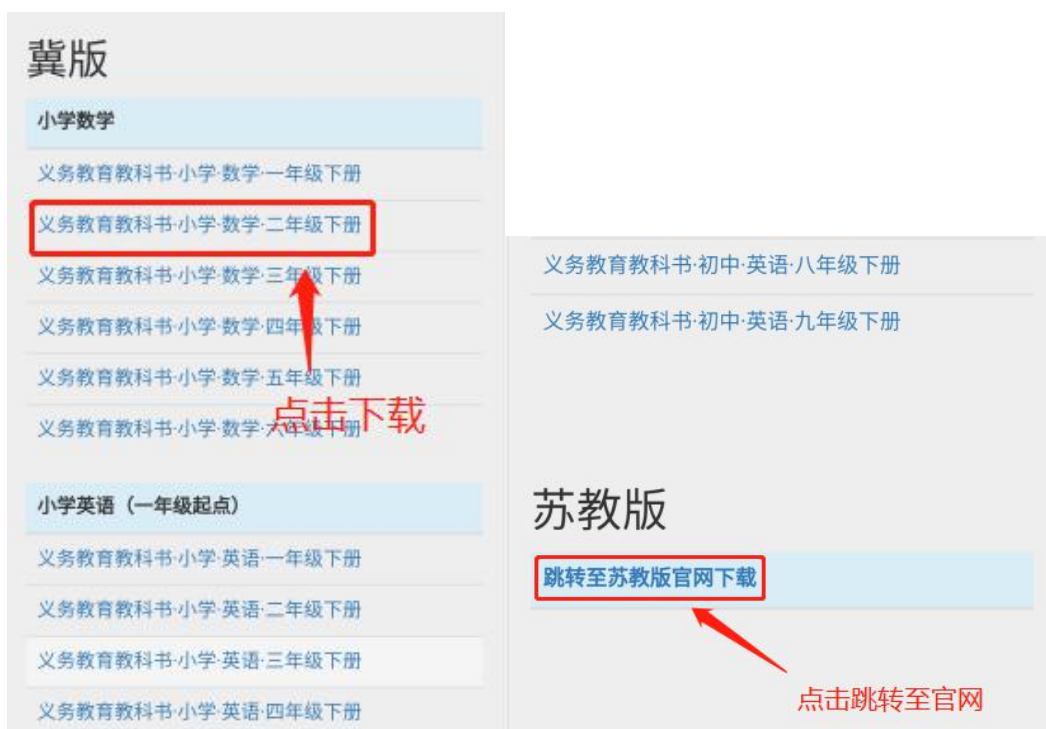 冀版
小学数学
义务教育教科书·小学·数学·一年级下册
义务教育教科书·小学·数学·二年级下册
义务教育教科书·小学·数学·三年级下册
义务教育教科书·小学·数学·四年级下册
义务教育教科书·小学·数学·五年级下册
点击下载
义务教育教科书·小学·数学·六年级下册
小学英语（一年级起点）
义务教育教科书·小学·英语·一年级下册
义务教育教科书·小学·英语·二年级下册
义务教育教科书·小学·英语·三年级下册
义务教育教科书·小学·英语·四年级下册
义务教育教科书·初中·英语·八年级下册
义务教育教科书·初中·英语·九年级下册
苏教版
跳转至苏教版官网下载
点击跳转至官网